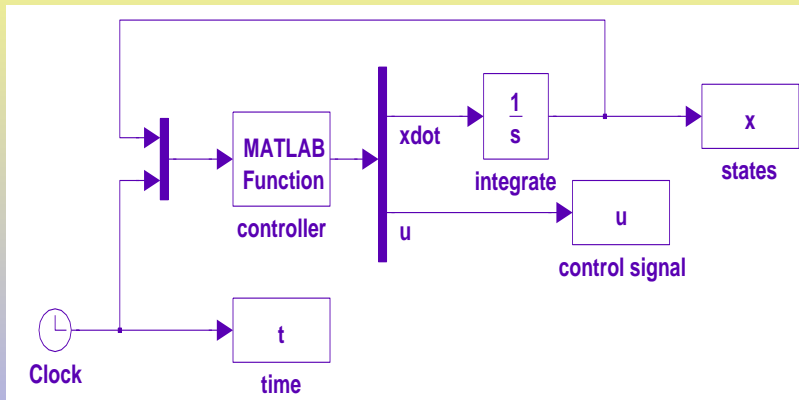 MATLAB
Function
controller
xdot
u
1
s
integrate
x
states
u
control signal
Clock
t
time